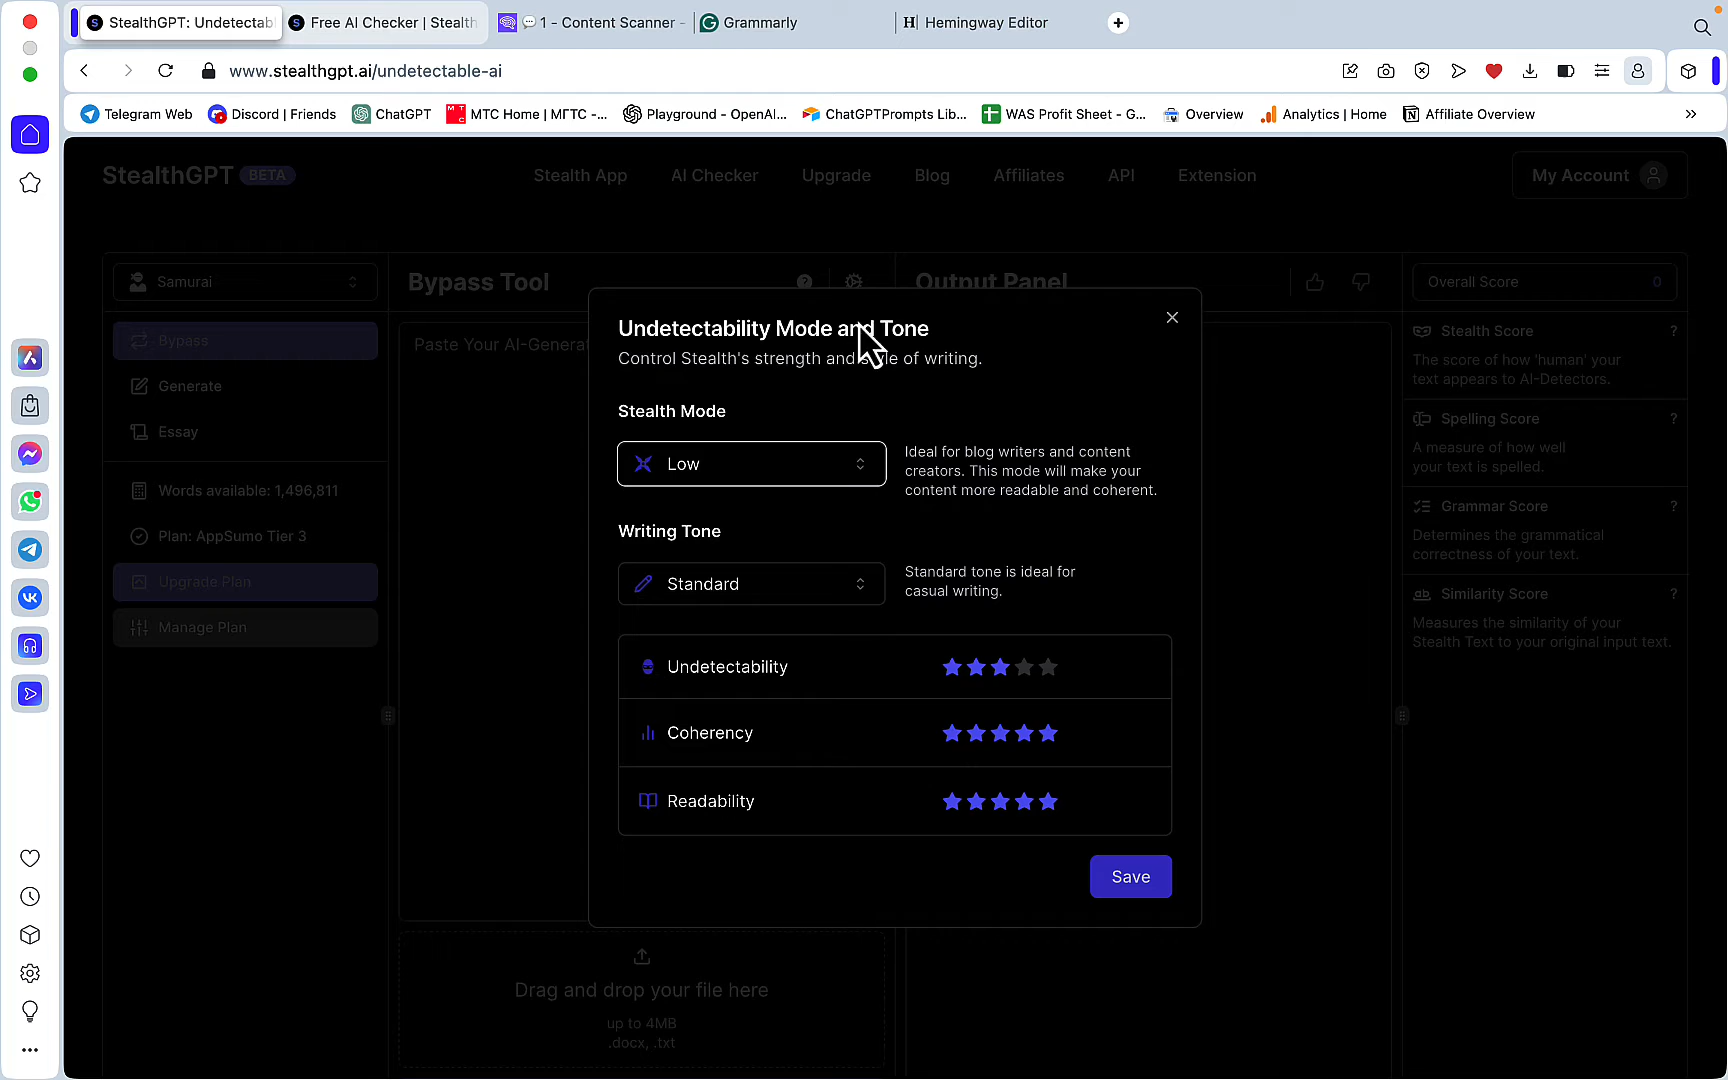 StealthGPT: Undetectabl
Free AI Checker | Stealth
1 - Content Scanner -
Grammarly
Hemingway Editor
www.stealthgpt.ai/undetectable-ai
Telegram Web
Discord | Friends
ChatGPT
МТС Home | МГТС -...
Playground - OpenAI...
ChatGPTPrompts Lib...
WAS Profit Sheet - G...
Overview
Analytics | Home
Affiliate Overview
StealthGPT BETA
Stealth App
AI Checker
Upgrade
Blog
Affiliates
API
Extension
My Account
Samurai
Bypass
Generate
Essay
Words available: 1,496,811
Plan: AppSumo Tier 3
Upgrade Plan
Manage Plan
Bypass Tool
Paste Your AI-Genera
Drag and drop your file here
up to 4MB
.docx, .txt
Undetectability Mode and Tone
Control Stealth's strength and style of writing.
Stealth Mode
Low
Ideal for blog writers and content
creators. This mode will make your
content more readable and coherent.
Writing Tone
Standard
Standard tone is ideal for
casual writing.
Undetectability
Coherency
Readability
Save
Output Panel
Overall Score 0
Stealth Score ?
The score of how 'human' your
text appears to AI-Detectors.
Spelling Score ?
A measure of how well
your text is spelled.
Grammar Score ?
Determines the grammatical
correctness of your text.
Similarity Score ?
Measures the similarity of your
Stealth Text to your original input text.